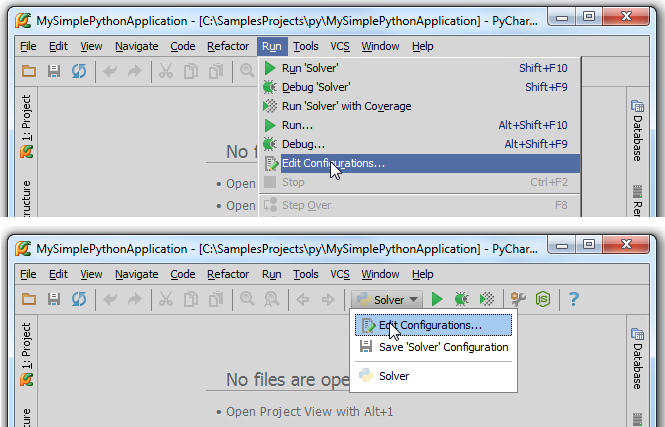 MySimplePythonApplication - [C:\SamplesProjects\py\MySimplePythonApplication] - PyChar...
File Edit View Navigate Code Refactor Run Tools VCS Window Help
Run 'Solver' Shift+F10
Debug 'Solver' Shift+F9
Run 'Solver' with Coverage
Run... Alt+Shift+F10
Debug... Alt+Shift+F9
Edit Configurations...
Stop Ctrl+F2
Step Over F8
1: Project
ucture
No f
• Open
• Open
Database
Re
MySimplePythonApplication - [C:\SamplesProjects\py\MySimplePythonApplication] - PyChar...
File Edit View Navigate Code Refactor Run Tools VCS Window Help
Solver
Edit Configurations...
Save 'Solver' Configuration
Solver
1: Project
ure
No files are ope
• Open Project View with Alt+1
Database